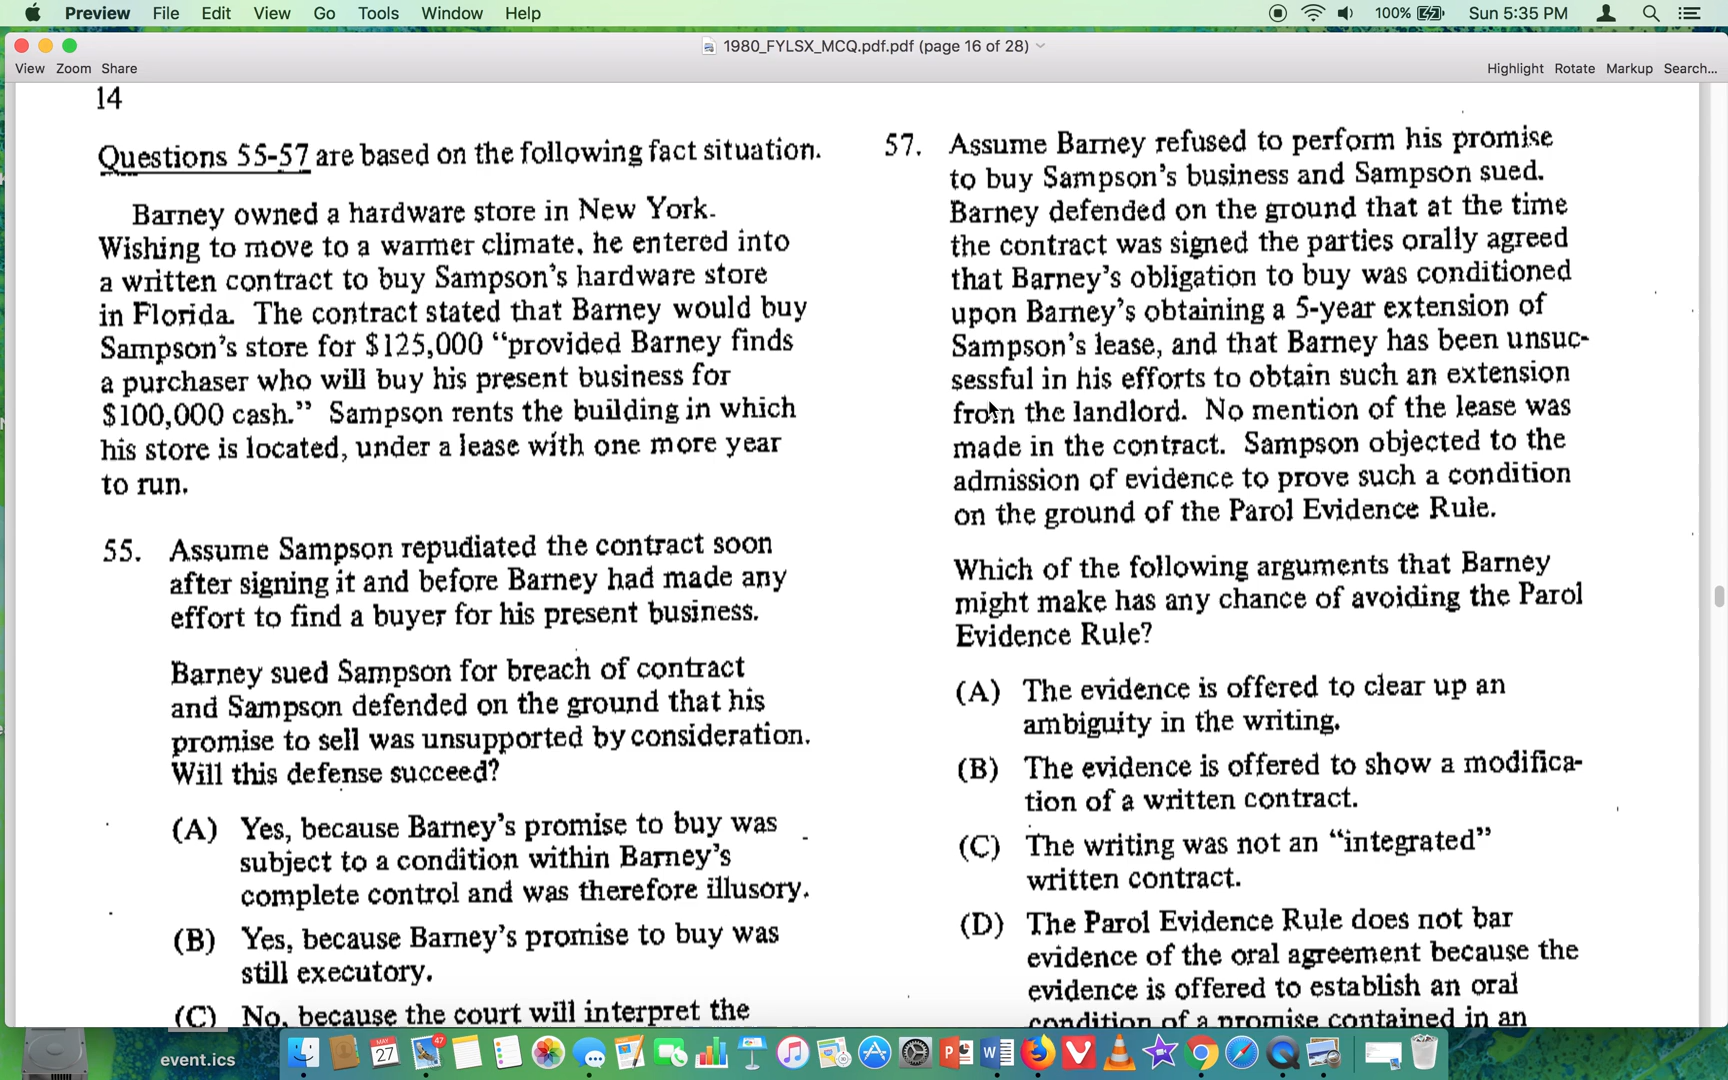 Preview File Edit View Go Tools Window Help 100% Sun 5:35 PM
1980_FYLSX_MCQ.pdf.pdf (page 16 of 28)
View Zoom Share Highlight Rotate Markup Search...
14
Questions 55-57 are based on the following fact situation.
Barney owned a hardware store in New York.
Wishing to move to a warmer climate, he entered into
a written contract to buy Sampson's hardware store
in Florida. The contract stated that Barney would buy
Sampson's store for $125,000 “provided Barney finds
a purchaser who will buy his present business for
$100,000 cash.” Sampson rents the building in which
his store is located, under a lease with one more year
to run.
55. Assume Sampson repudiated the contract soon
after signing it and before Barney had made any
effort to find a buyer for his present business.
Barney sued Sampson for breach of contract
and Sampson defended on the ground that his
promise to sell was unsupported by consideration.
Will this defense succeed?
(A) Yes, because Barney's promise to buy was
subject to a condition within Barney's
complete control and was therefore illusory.
(B) Yes, because Barney's promise to buy was
still executory.
(C) No, because the court will interpret the
57. Assume Barney refused to perform his promise
to buy Sampson's business and Sampson sued.
Barney defended on the ground that at the time
the contract was signed the parties orally agreed
that Barney's obligation to buy was conditioned
upon Barney's obtaining a 5-year extension of
Sampson's lease, and that Barney has been unsuc-
sessful in his efforts to obtain such an extension
from the landlord. No mention of the lease was
made in the contract. Sampson objected to the
admission of evidence to prove such a condition
on the ground of the Parol Evidence Rule.
Which of the following arguments that Barney
might make has any chance of avoiding the Parol
Evidence Rule?
(A) The evidence is offered to clear up an
ambiguity in the writing.
(B) The evidence is offered to show a modifica-
tion of a written contract.
(C) The writing was not an “integrated”
written contract.
(D) The Parol Evidence Rule does not bar
evidence of the oral agreement because the
evidence is offered to establish an oral
condition of a promise contained in an
event.ics
MAY
27
47